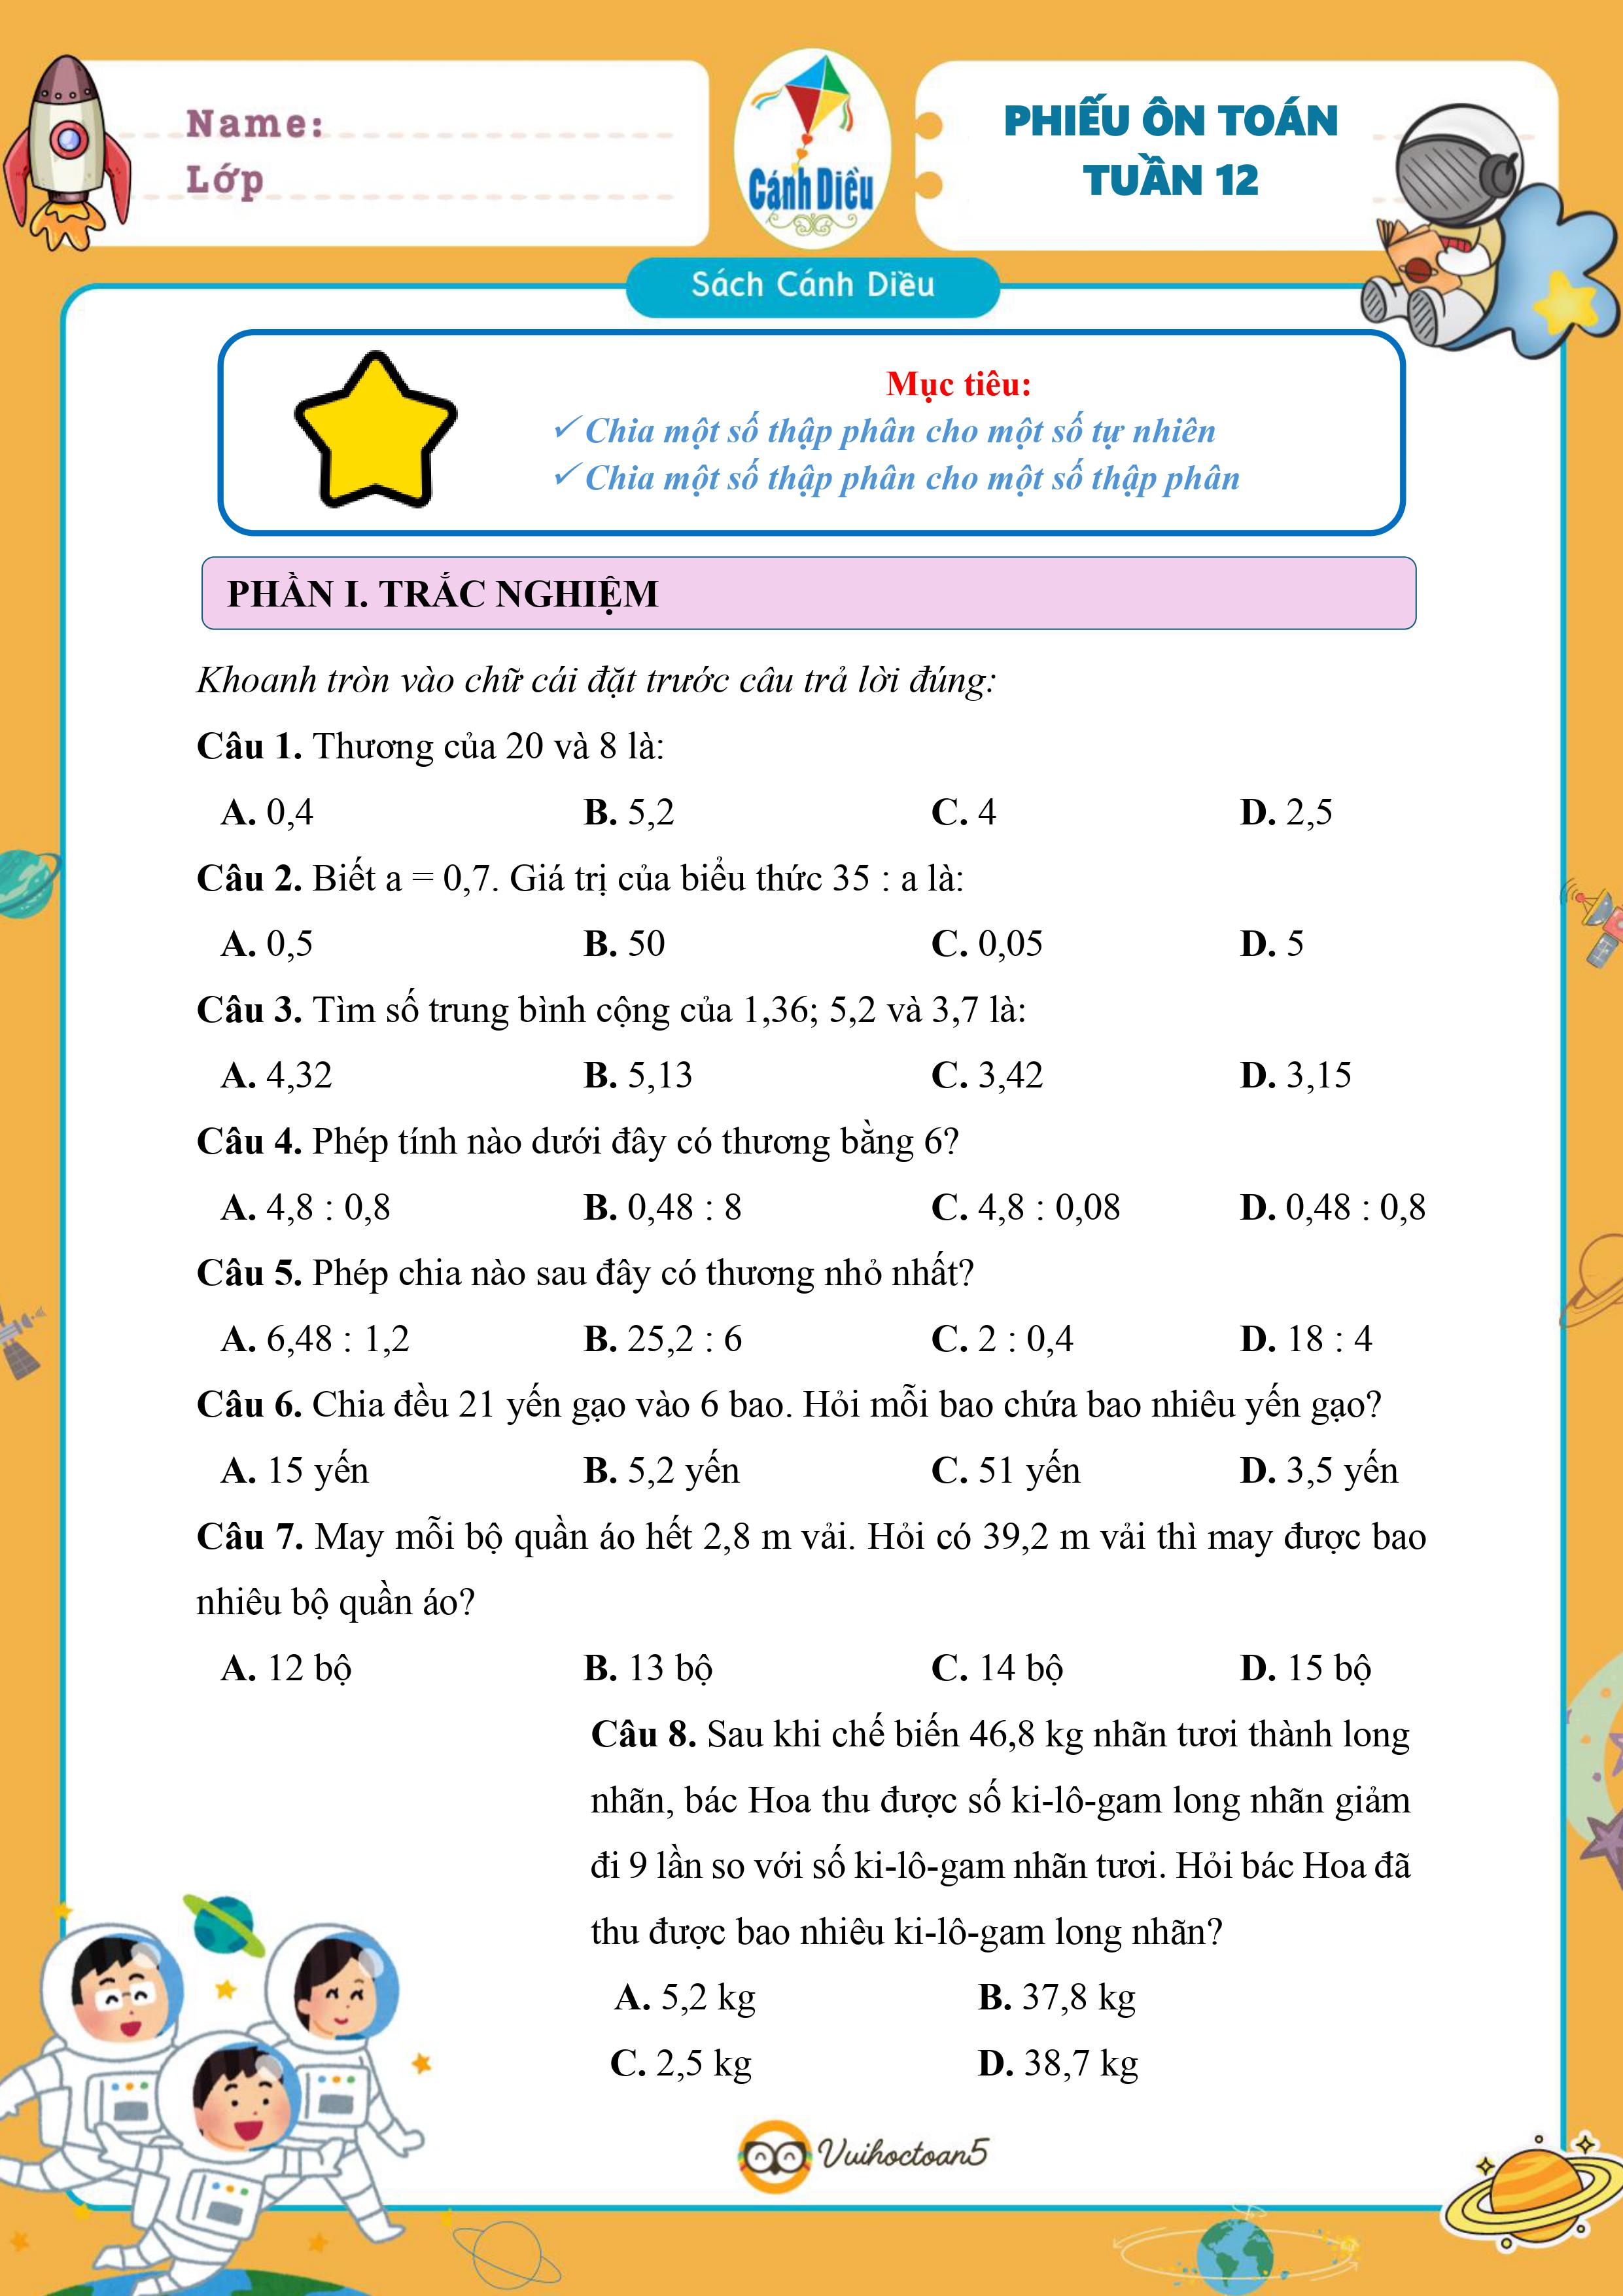 Name:
Lớp
Cánh Diều
PHIẾU ÔN TOÁN
TUẦN 12
Sách Cánh Diều
Mục tiêu:
✓ Chia một số thập phân cho một số tự nhiên
✓ Chia một số thập phân cho một số thập phân
PHẦN I. TRẮC NGHIỆM
Khoanh tròn vào chữ cái đặt trước câu trả lời đúng:
Câu 1. Thương của 20 và 8 là:
A. 0,4 B. 5,2 C. 4 D. 2,5
Câu 2. Biết a = 0,7. Giá trị của biểu thức 35 : a là:
A. 0,5 B. 50 C. 0,05 D. 5
Câu 3. Tìm số trung bình cộng của 1,36; 5,2 và 3,7 là:
A. 4,32 B. 5,13 C. 3,42 D. 3,15
Câu 4. Phép tính nào dưới đây có thương bằng 6?
A. 4,8 : 0,8 B. 0,48 : 8 C. 4,8 : 0,08 D. 0,48 : 0,8
Câu 5. Phép chia nào sau đây có thương nhỏ nhất?
A. 6,48 : 1,2 B. 25,2 : 6 C. 2 : 0,4 D. 18 : 4
Câu 6. Chia đều 21 yến gạo vào 6 bao. Hỏi mỗi bao chứa bao nhiêu yến gạo?
A. 15 yến B. 5,2 yến C. 51 yến D. 3,5 yến
Câu 7. May mỗi bộ quần áo hết 2,8 m vải. Hỏi có 39,2 m vải thì may được bao
nhiêu bộ quần áo?
A. 12 bộ B. 13 bộ C. 14 bộ D. 15 bộ
Câu 8. Sau khi chế biến 46,8 kg nhãn tươi thành long
nhãn, bác Hoa thu được số ki-lô-gam long nhãn giảm
đi 9 lần so với số ki-lô-gam nhãn tươi. Hỏi bác Hoa đã
thu được bao nhiêu ki-lô-gam long nhãn?
A. 5,2 kg B. 37,8 kg
C. 2,5 kg D. 38,7 kg
Vuihoctoan5